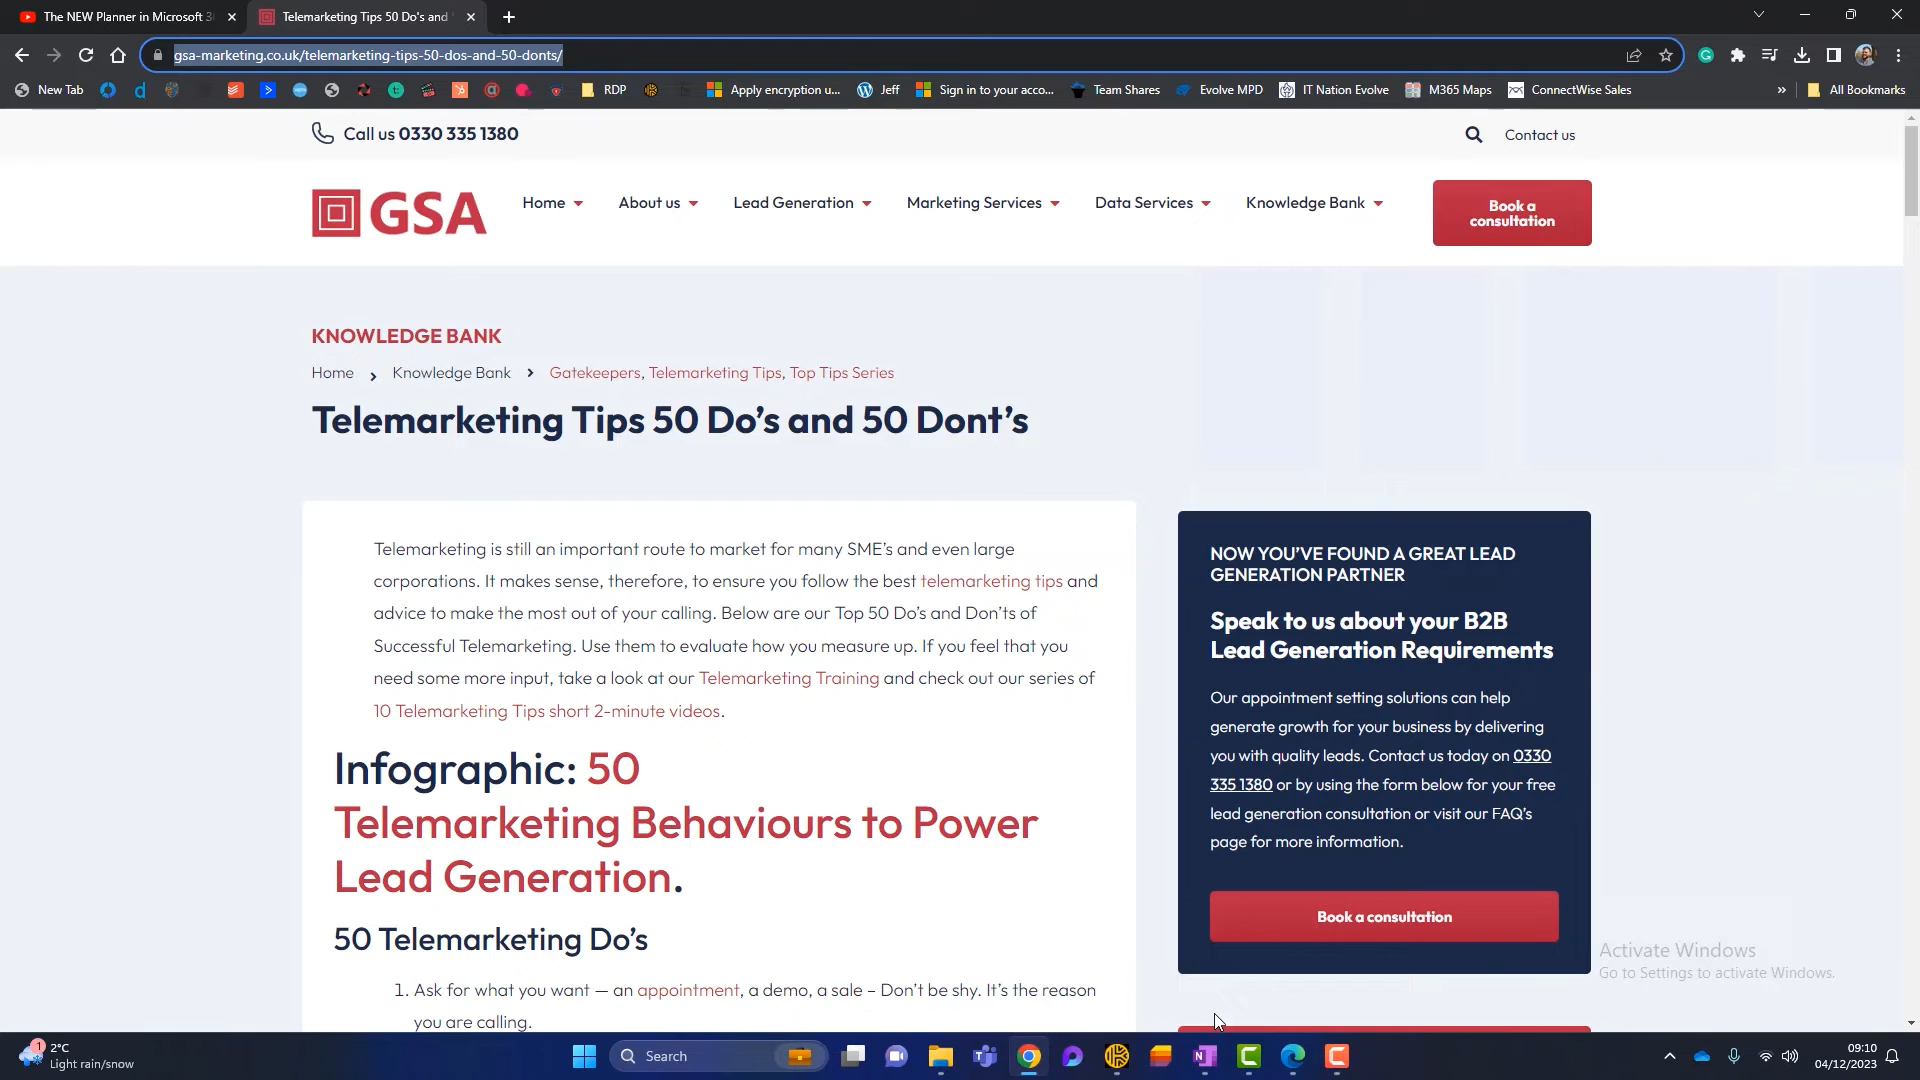 The NEW Planner in Microsoft 3
Telemarketing Tips 50 Do's and
gsa-marketing.co.uk/telemarketing-tips-50-dos-and-50-donts/
New Tab
RDP
Apply encryption u...
Jeff
Sign in to your acco...
Team Shares
Evolve MPD
IT Nation Evolve
M365 Maps
ConnectWise Sales
»
All Bookmarks
Call us 0330 335 1380
Contact us
GSA
Home
About us
Lead Generation
Marketing Services
Data Services
Knowledge Bank
Book a
consultation
KNOWLEDGE BANK
Home > Knowledge Bank > Gatekeepers, Telemarketing Tips, Top Tips Series
Telemarketing Tips 50 Do’s and 50 Dont’s
Telemarketing is still an important route to market for many SME’s and even large
corporations. It makes sense, therefore, to ensure you follow the best telemarketing tips and
advice to make the most out of your calling. Below are our Top 50 Do’s and Don’ts of
Successful Telemarketing. Use them to evaluate how you measure up. If you feel that you
need some more input, take a look at our Telemarketing Training and check out our series of
10 Telemarketing Tips short 2-minute videos.
Infographic: 50
Telemarketing Behaviours to Power
Lead Generation.
50 Telemarketing Do’s
1. Ask for what you want — an appointment, a demo, a sale – Don’t be shy. It’s the reason
you are calling.
NOW YOU’VE FOUND A GREAT LEAD
GENERATION PARTNER
Speak to us about your B2B
Lead Generation Requirements
Our appointment setting solutions can help
generate growth for your business by delivering
you with quality leads. Contact us today on 0330
335 1380 or by using the form below for your free
lead generation consultation or visit our FAQ’s
page for more information.
Book a consultation
Activate Windows
Go to Settings to activate Windows.
1
2°C
Light rain/snow
Search
09:10
04/12/2023